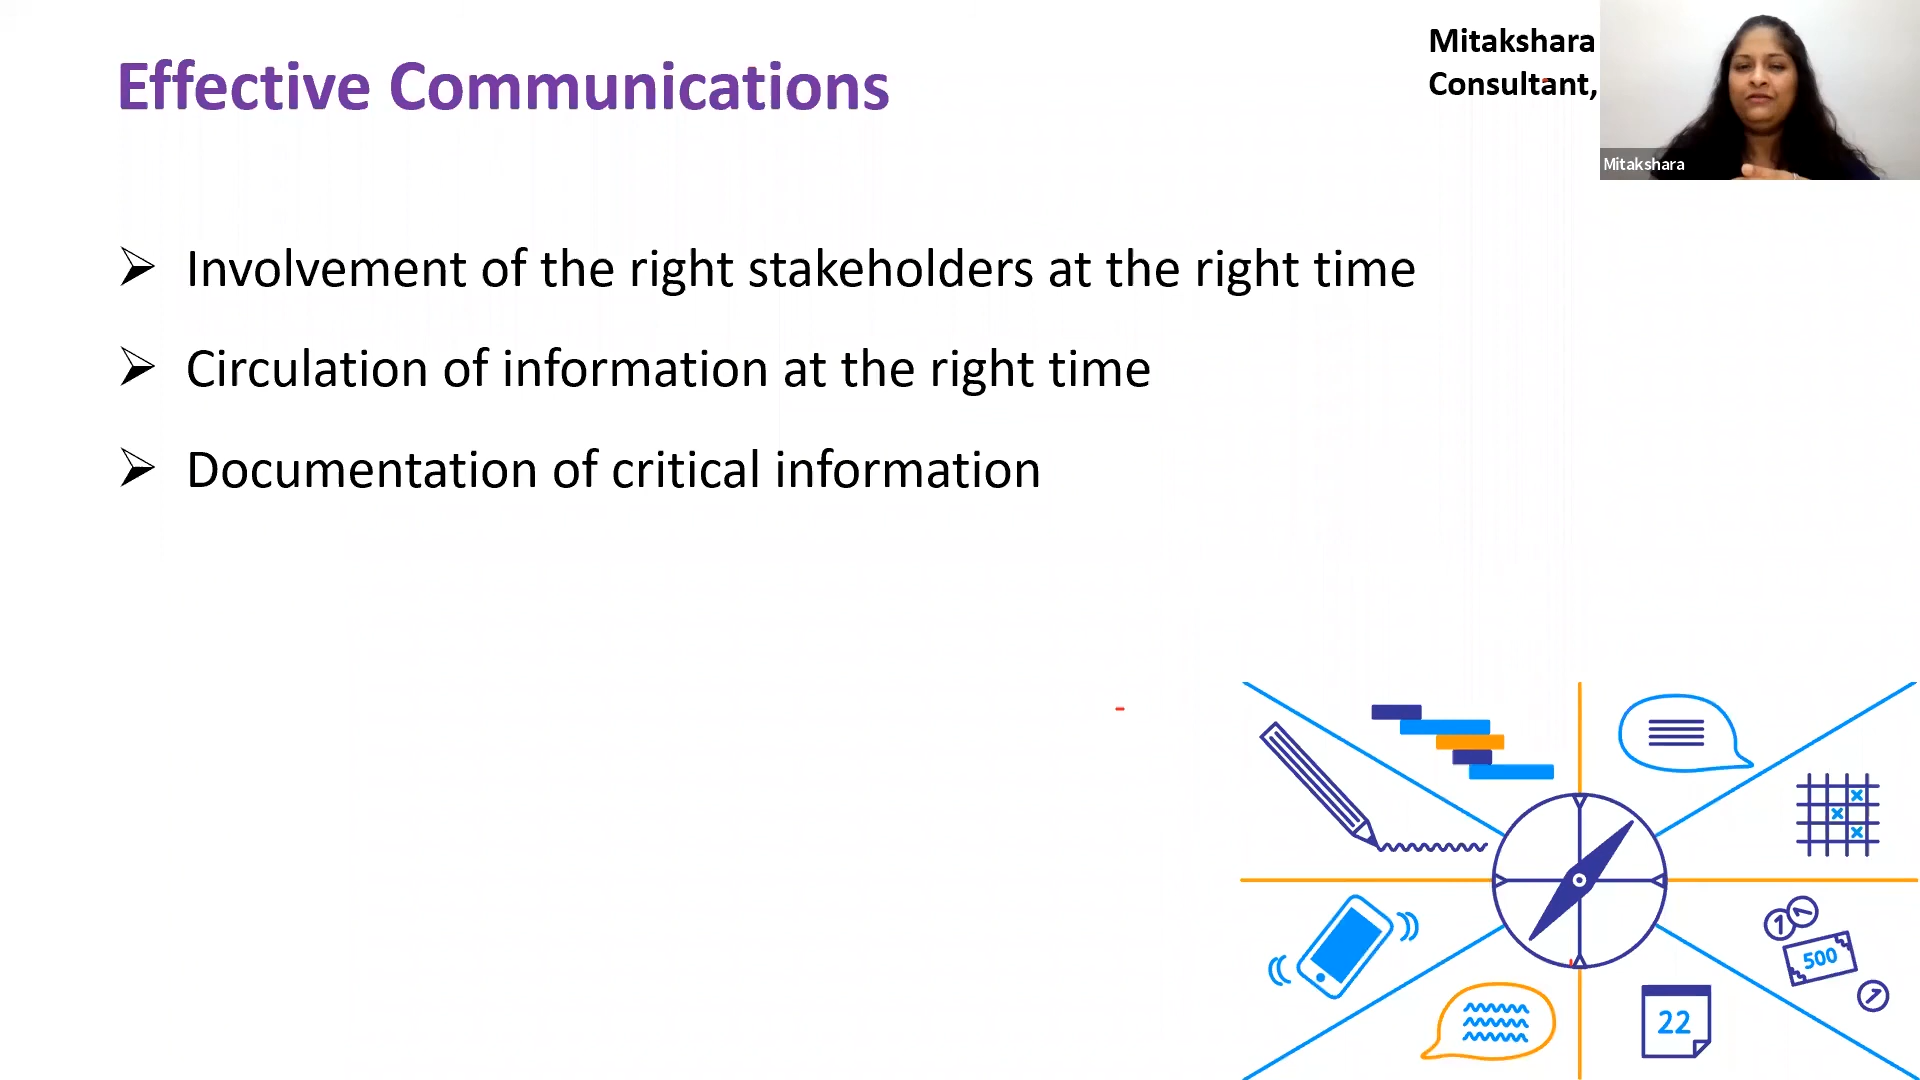 Effective Communications
Mitakshara
Consultant,
Mitakshara
Involvement of the right stakeholders at the right time
Circulation of information at the right time
Documentation of critical information
1
500
22